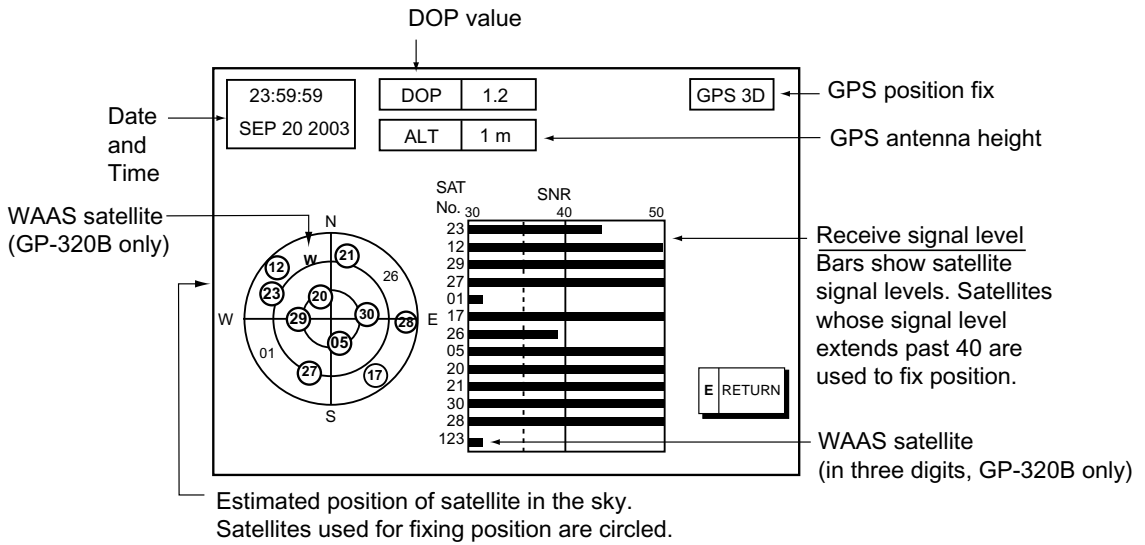 DOP value
23:59:59
SEP 20 2003
DOP 1.2
ALT 1 m
GPS 3D
GPS position fix
GPS antenna height
Date
and
Time
WAAS satellite
(GP-320B only)
N
W
E
S
12
W
21
26
23
20
29
30
28
05
01
27
17
SAT
No.
SNR
30 40 50
23
12
29
27
01
17
26
05
20
21
30
28
123
Receive signal level
Bars show satellite
signal levels. Satellites
whose signal level
extends past 40 are
used to fix position.
E RETURN
WAAS satellite
(in three digits, GP-320B only)
Estimated position of satellite in the sky.
Satellites used for fixing position are circled.